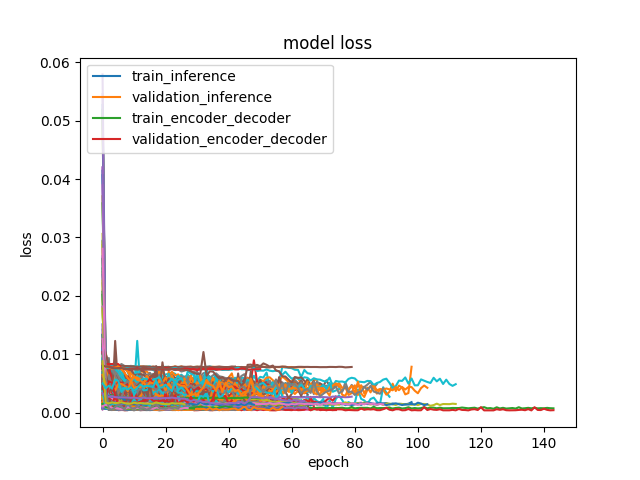 model loss
train_inference
validation_inference
train_encoder_decoder
validation_encoder_decoder
0.06
0.05
0.04
0.03
0.02
0.01
0.00
loss
0 20 40 60 80 100 120 140
epoch